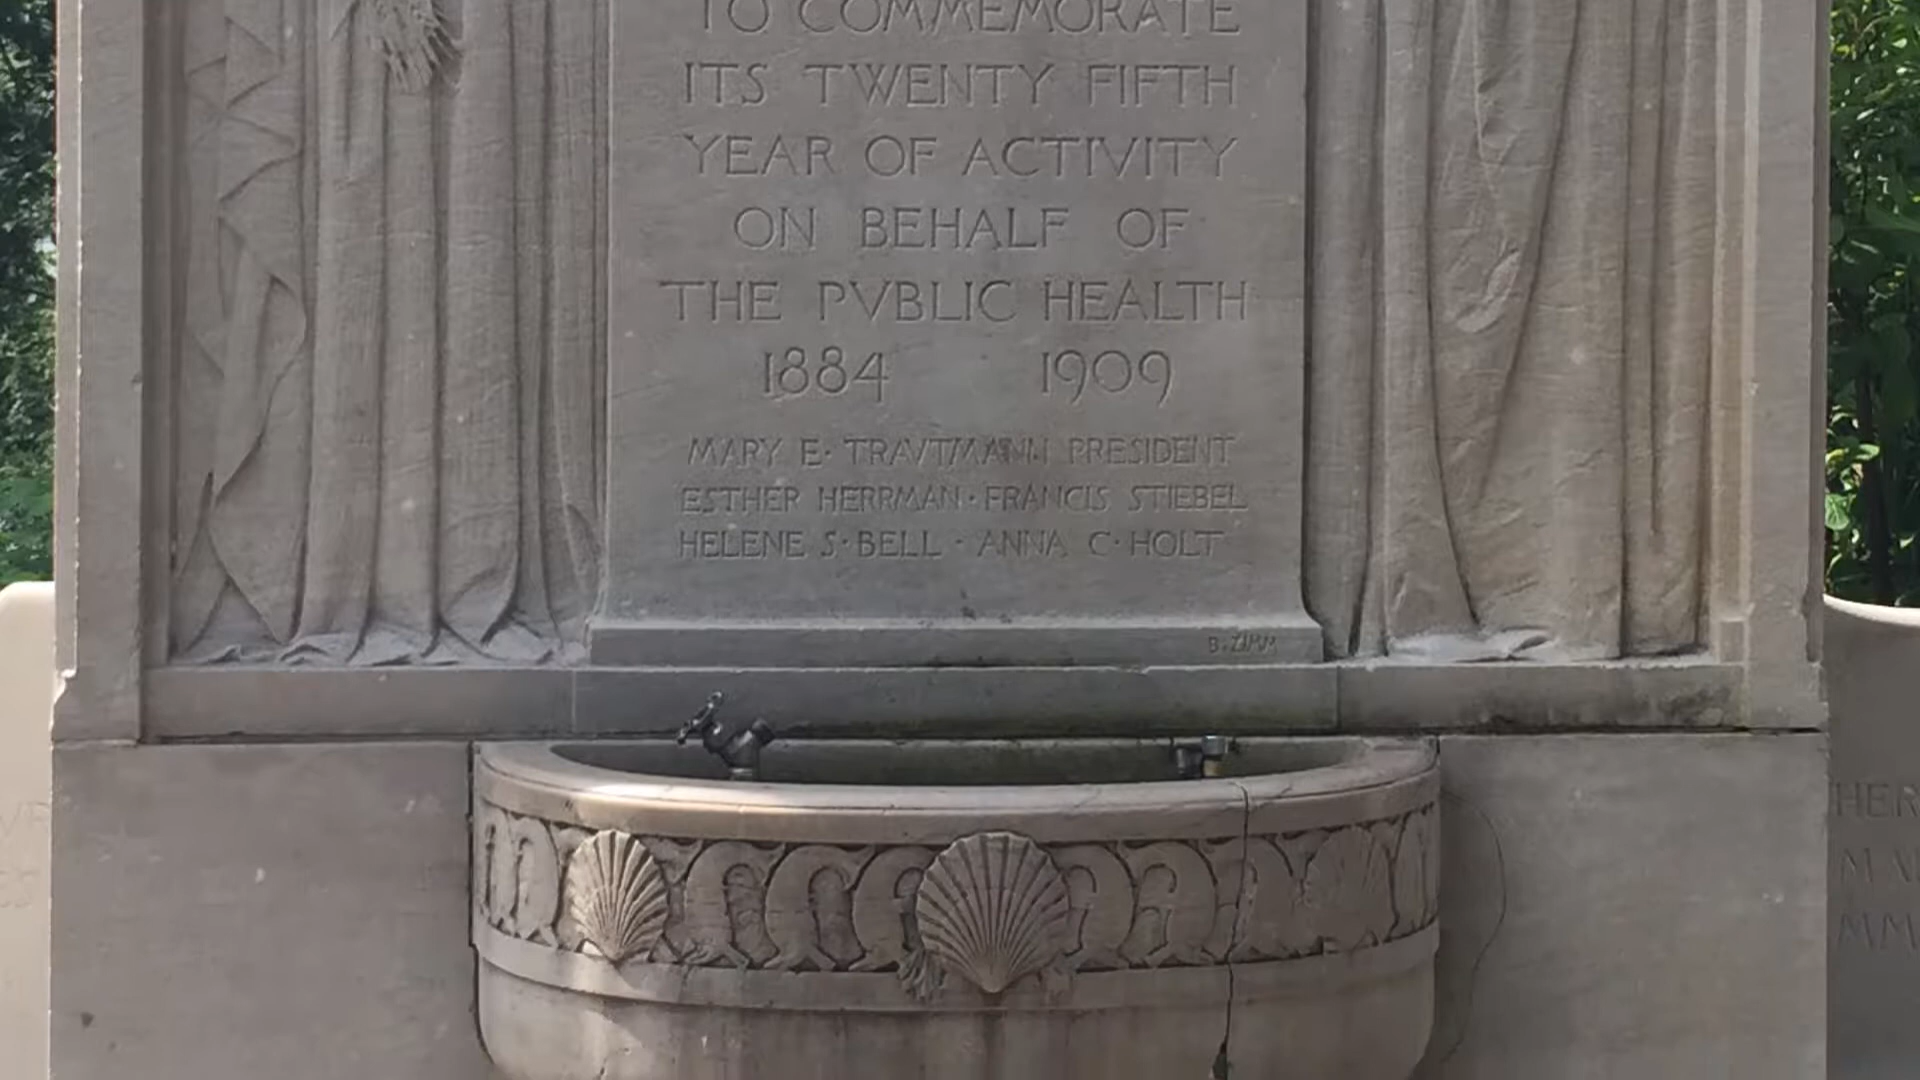 TO COMMEMORATE
ITS TWENTY FIFTH
YEAR OF ACTIVITY
ON BEHALF OF
THE PVBLIC HEALTH
1884 1909
MARY E· TRAVTMANN PRESIDENT
ESTHER HERRMAN · FRANCIS STIEBEL
HELENE S· BELL · ANNA C· HOLT
B. ZIMM